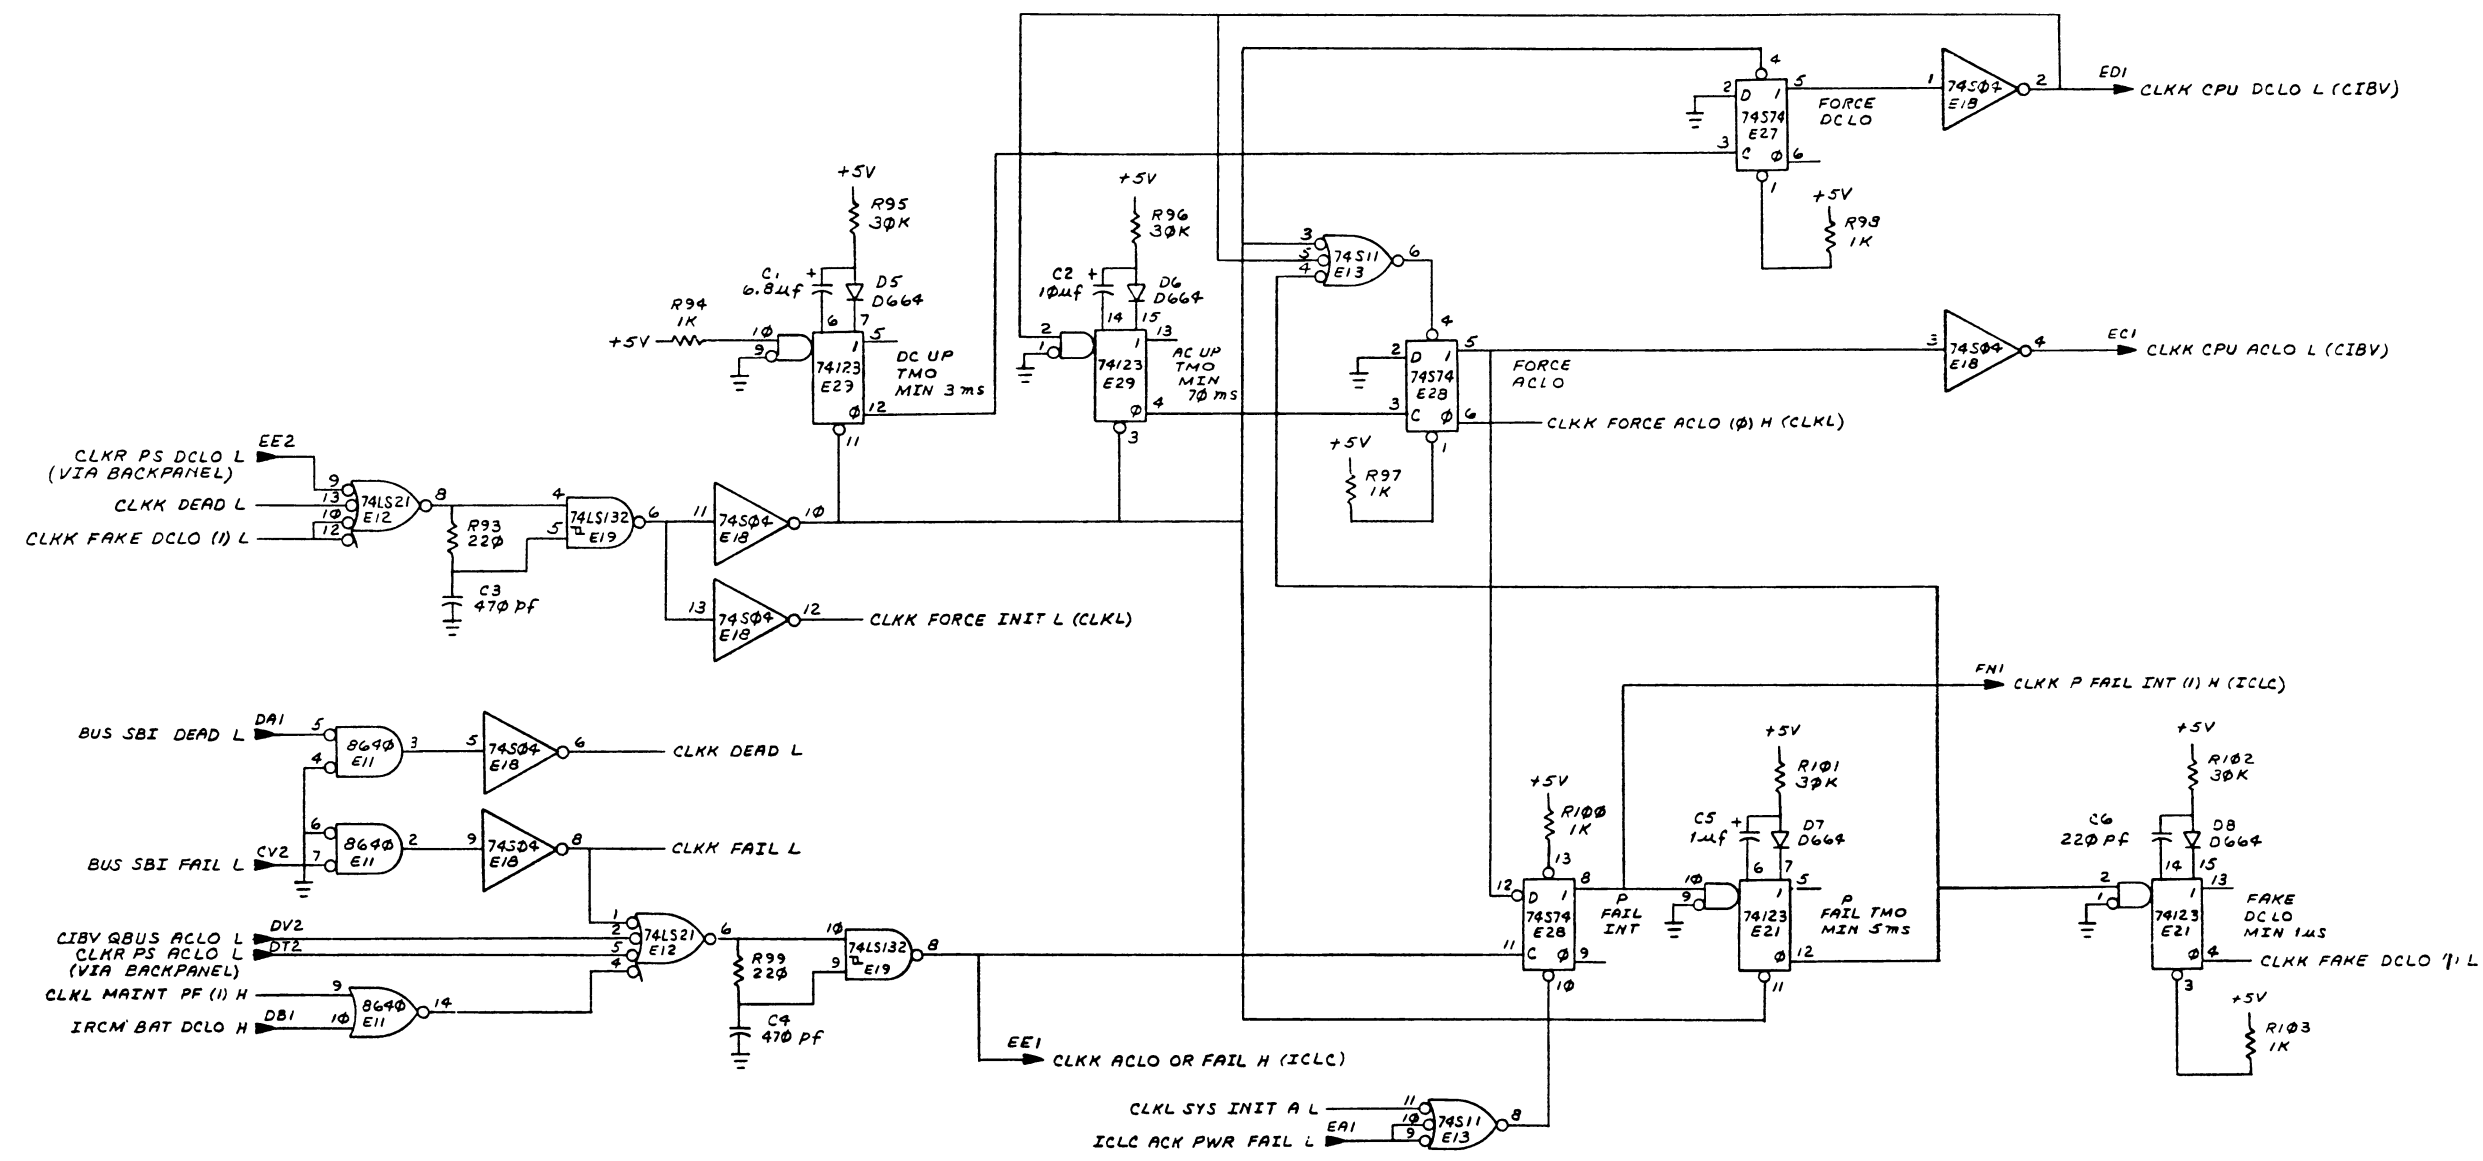 4
ED1
2 D 1 5
1 74S04 2
E18
CLKK CPU DCLO L (CIBV)
FORCE
DCLO
74S74
E27
3 C Ø 6
1
+5V
R98
1K
+5V
R95
3ØK
C1 +
6.8µf
D5
D664
6 7
R94
1K
+5V
1Ø
9
1 5
74123
E29
Ø 12
11
DC UP
TMO
MIN 3ms
+5V
R96
3ØK
C2 +
1Øµf
D6
D664
14 15
2
1
1 13
74123
E29
Ø 4
3
AC UP
TMO
MIN
7Øms
3
5
4
74S11
E13
6
4
2 D 1 5
74S74
E28
3 C Ø 6
1
FORCE
ACLO
+5V
R97
1K
3 74SØ4 4
E18
EC1
CLKK CPU ACLO L (CIBV)
CLKK FORCE ACLO (Ø) H (CLKL)
EE2
CLKR PS DCLO L
(VIA BACKPANEL)
CLKK DEAD L
CLKK FAKE DCLO (1) L
9
13
1Ø
12
74LS21
E12
8
R93
22Ø
C3
47Ø pf
4
5
74LS132
E19
6
11 74SØ4 1Ø
E18
13 74SØ4 12
E18
CLKK FORCE INIT L (CLKL)
FN1
CLKK P FAIL INT (1) H (ICLC)
BUS SBI DEAD L
DA1
5
4
864Ø
E11
3
5 74SØ4 6
E18
CLKK DEAD L
BUS SBI FAIL L
CV2
6
7
864Ø
E11
2
9 74SØ4 8
E18
CLKK FAIL L
CIBV QBUS ACLO L
DV2
CLKR PS ACLO L
DT2
(VIA BACKPANEL)
1
2
5
4
74LS21
E12
6
CLKL MAINT PF (1) H
IRCM BAT DCLO H
DB1
9
1Ø
864Ø
E11
14
R99
22Ø
C4
47Ø pf
1Ø
9
74LS132
E19
8
EE1
CLKK ACLO OR FAIL H (ICLC)
CLKL SYS INIT A L
ICLC ACK PWR FAIL L
EA1
11
1Ø
9
74S11
E13
8
+5V
R1ØØ
1K
13
12 D 1 8
74S74
E28
11 C Ø 9
1Ø
P
FAIL
INT
+5V
R1Ø1
3ØK
C5 +
1µf
D7
D664
6 7
1Ø
9
1 5
74123
E21
Ø 12
11
P
FAIL TMO
MIN 5ms
+5V
R1Ø2
3ØK
C6
22Ø pf
D8
D664
14 15
2
1
1 13
74123
E21
Ø 4
3
FAKE
DCLO
MIN 1µs
CLKK FAKE DCLO (1) L
+5V
R1Ø3
1K